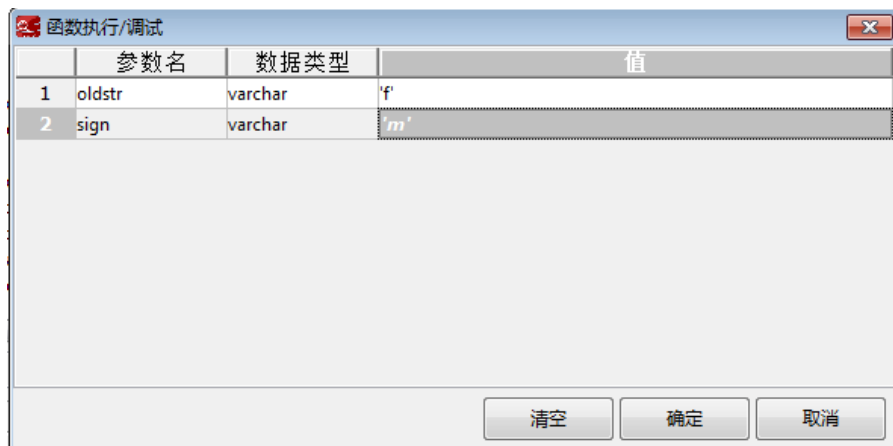 函数执行/调试
参数名 数据类型 值
1 oldstr varchar 'f'
2 sign varchar 'm'
清空 确定 取消